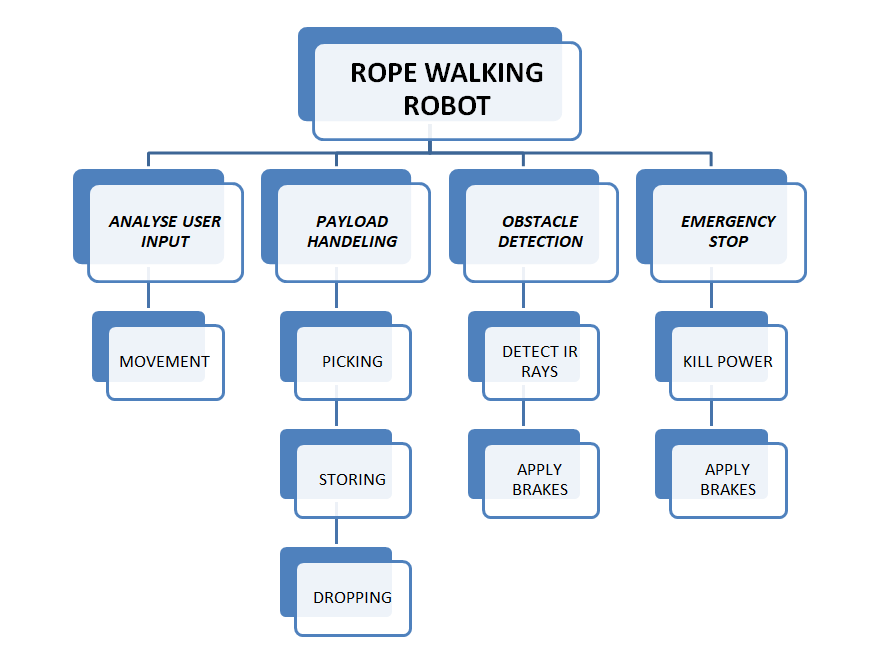 ROPE WALKING
ROBOT
ANALYSE USER
INPUT
PAYLOAD
HANDELING
OBSTACLE
DETECTION
EMERGENCY
STOP
MOVEMENT
PICKING
DETECT IR
RAYS
KILL POWER
STORING
APPLY
BRAKES
APPLY
BRAKES
DROPPING